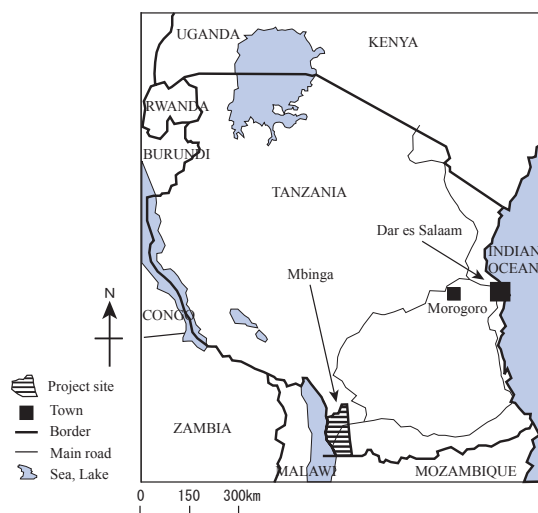 UGANDA
KENYA
RWANDA
BURUNDI
TANZANIA
Dar es Salaam
INDIAN
OCEAN
Mbinga
Morogoro
N
CONGO
Project site
Town
Border
Main road
Sea, Lake
ZAMBIA
MALAWI
MOZAMBIQUE
0 150 300km